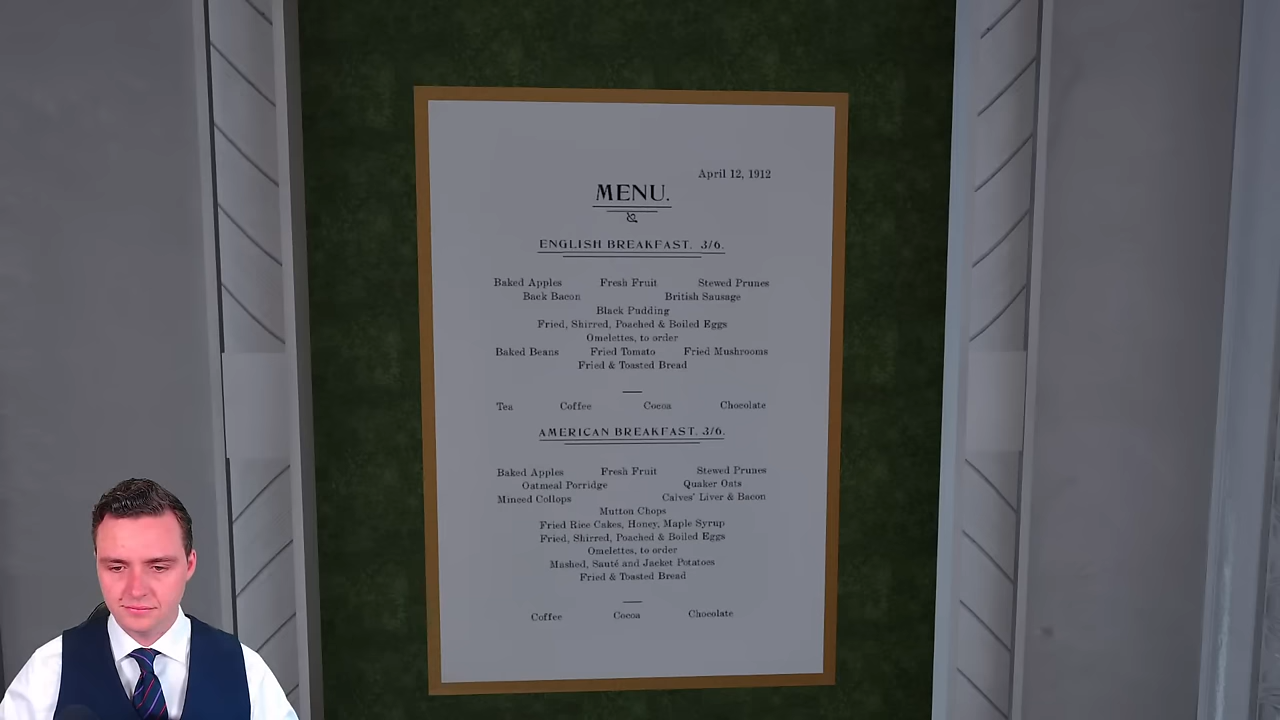 April 12, 1912
MENU.
ENGLISH BREAKFAST. 3/6.
Baked Apples Fresh Fruit Stewed Prunes
Back Bacon British Sausage
Black Pudding
Fried, Shirred, Poached & Boiled Eggs
Omelettes, to order
Baked Beans Fried Tomato Fried Mushrooms
Fried & Toasted Bread
Tea Coffee Cocoa Chocolate
AMERICAN BREAKFAST. 3/6.
Baked Apples Fresh Fruit Stewed Prunes
Oatmeal Porridge Quaker Oats
Minced Collops Calves' Liver & Bacon
Mutton Chops
Fried Rice Cakes, Honey, Maple Syrup
Fried, Shirred, Poached & Boiled Eggs
Omelettes, to order
Mashed, Sauté and Jacket Potatoes
Fried & Toasted Bread
Coffee Cocoa Chocolate